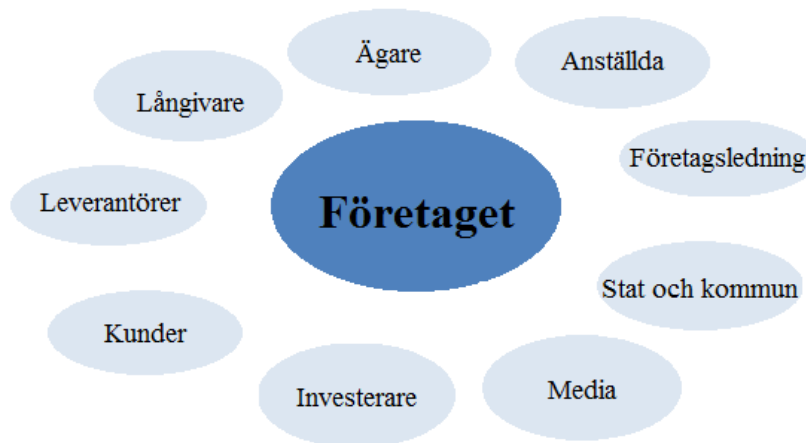 Ägare
Anställda
Långivare
Företagsledning
Leverantörer
Företaget
Stat och kommun
Kunder
Media
Investerare